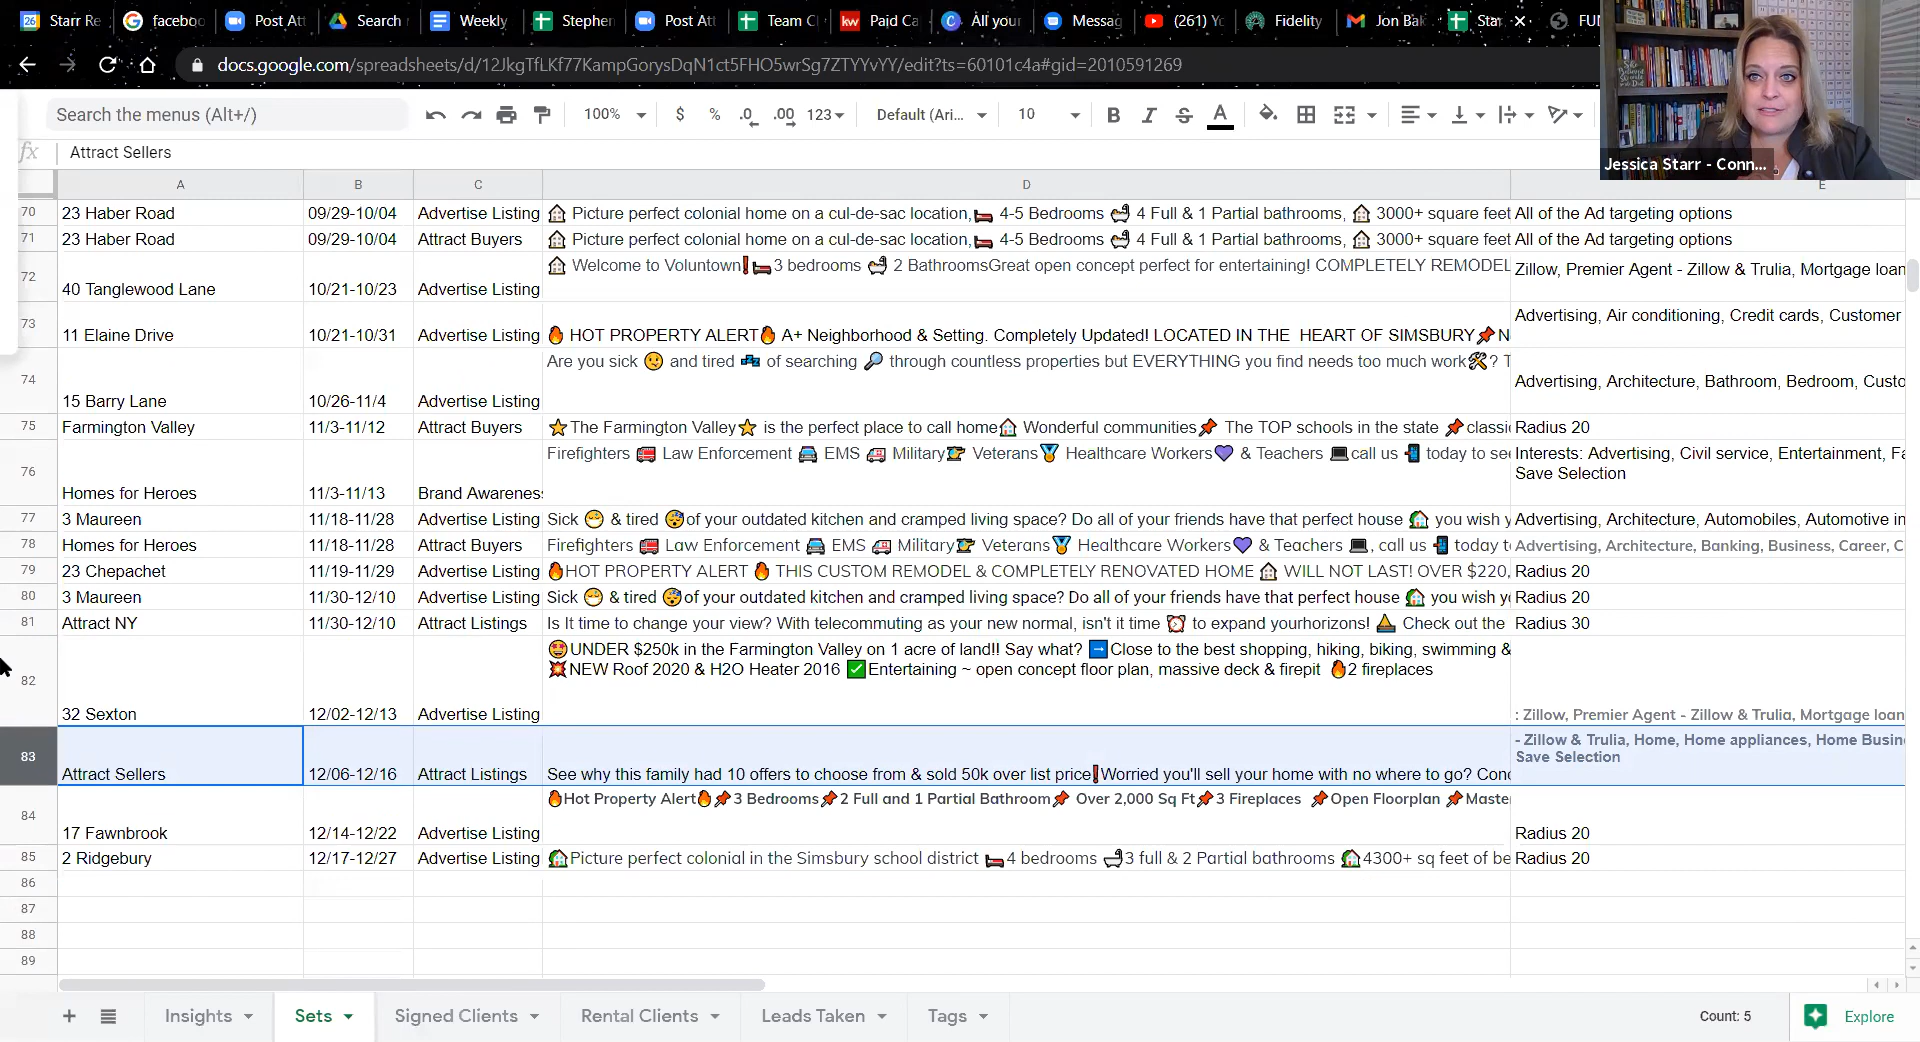 Starr Re
facebo
Post Att
Search
Weekly
Stephen
Post Att
Team C
Paid Ca
All your
Messag
(261) Y
Fidelity
Jon Bak
Star
FUN
docs.google.com/spreadsheets/d/12JkgTfLKf77KampGorysDqN1ct5FHO5wrSg7ZTYYvYY/edit?ts=60101c4a#gid=2010591269
Search the menus (Alt+/)
100%
$ % .0 .00 123
Default (Ari...
10
B I S A
Jessica Starr - Conn...
fx Attract Sellers
A B C D E
70 23 Haber Road 09/29-10/04 Advertise Listing Picture perfect colonial home on a cul-de-sac location, 4-5 Bedrooms 4 Full & 1 Partial bathrooms, 3000+ square feet All of the Ad targeting options
71 23 Haber Road 09/29-10/04 Attract Buyers Picture perfect colonial home on a cul-de-sac location, 4-5 Bedrooms 4 Full & 1 Partial bathrooms, 3000+ square feet All of the Ad targeting options
72 40 Tanglewood Lane 10/21-10/23 Advertise Listing Welcome to Voluntown❗3 bedrooms 2 BathroomsGreat open concept perfect for entertaining! COMPLETELY REMODEL Zillow, Premier Agent - Zillow & Trulia, Mortgage loan
73 11 Elaine Drive 10/21-10/31 Advertise Listing 🔥 HOT PROPERTY ALERT🔥 A+ Neighborhood & Setting. Completely Updated! LOCATED IN THE HEART OF SIMSBURY📌N Advertising, Air conditioning, Credit cards, Customer
74 15 Barry Lane 10/26-11/4 Advertise Listing Are you sick and tired 💤 of searching 🔎 through countless properties but EVERYTHING you find needs too much work🛠? T Advertising, Architecture, Bathroom, Bedroom, Custo
75 Farmington Valley 11/3-11/12 Attract Buyers ⭐The Farmington Valley⭐ is the perfect place to call home🏠 Wonderful communities📌 The TOP schools in the state 📌classi Radius 20
76 Homes for Heroes 11/3-11/13 Brand Awareness Firefighters 🚒 Law Enforcement 🚔 EMS 🚑 Military Veterans🏅 Healthcare Workers💜 & Teachers 💻call us 📲 today to see Interests: Advertising, Civil service, Entertainment, Fa
Save Selection
77 3 Maureen 11/18-11/28 Advertise Listing Sick & tired 😴of your outdated kitchen and cramped living space? Do all of your friends have that perfect house 🏡 you wish y Advertising, Architecture, Automobiles, Automotive in
78 Homes for Heroes 11/18-11/28 Attract Buyers Firefighters 🚒 Law Enforcement 🚔 EMS 🚑 Military Veterans🏅 Healthcare Workers💜 & Teachers 💻, call us 📲 today t Advertising, Architecture, Banking, Business, Career, C
79 23 Chepachet 11/19-11/29 Advertise Listing 🔥HOT PROPERTY ALERT 🔥 THIS CUSTOM REMODEL & COMPLETELY RENOVATED HOME 🏠 WILL NOT LAST! OVER $220, Radius 20
80 3 Maureen 11/30-12/10 Advertise Listing Sick & tired 😴of your outdated kitchen and cramped living space? Do all of your friends have that perfect house 🏡 you wish y Radius 20
81 Attract NY 11/30-12/10 Attract Listings Is It time to change your view? With telecommuting as your new normal, isn't it time ⏰ to expand yourhorizons! ⛵ Check out the Radius 30
82 32 Sexton 12/02-12/13 Advertise Listing 🤩UNDER $250k in the Farmington Valley on 1 acre of land!! Say what? ➡Close to the best shopping, hiking, biking, swimming &
💥NEW Roof 2020 & H2O Heater 2016 ✅Entertaining ~ open concept floor plan, massive deck & firepit 🔥2 fireplaces
: Zillow, Premier Agent - Zillow & Trulia, Mortgage loan
83 Attract Sellers 12/06-12/16 Attract Listings See why this family had 10 offers to choose from & sold 50k over list price❗Worried you'll sell your home with no where to go? Conc - Zillow & Trulia, Home, Home appliances, Home Busin
Save Selection
84 17 Fawnbrook 12/14-12/22 Advertise Listing 🔥Hot Property Alert🔥📌3 Bedrooms📌2 Full and 1 Partial Bathroom📌 Over 2,000 Sq Ft📌3 Fireplaces 📌Open Floorplan 📌Maste Radius 20
85 2 Ridgebury 12/17-12/27 Advertise Listing 🏡Picture perfect colonial in the Simsbury school district 4 bedrooms 3 full & 2 Partial bathrooms 🏡4300+ sq feet of be Radius 20
86
87
88
89
Insights Sets Signed Clients Rental Clients Leads Taken Tags Count: 5 Explore